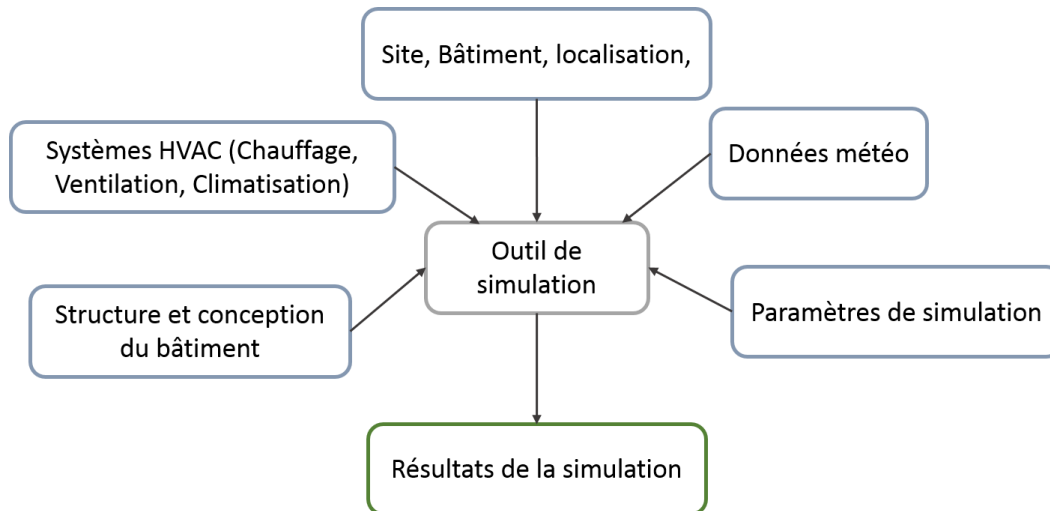 Site, Bâtiment, localisation,
Systèmes HVAC (Chauffage,
Ventilation, Climatisation)
Données météo
Outil de
simulation
Structure et conception
du bâtiment
Paramètres de simulation
Résultats de la simulation